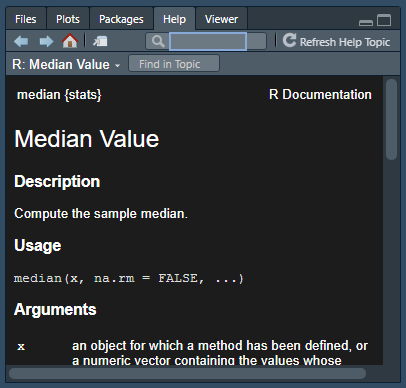 Files Plots Packages Help Viewer
Refresh Help Topic
R: Median Value Find in Topic
median {stats} R Documentation
Median Value
Description
Compute the sample median.
Usage
median(x, na.rm = FALSE, ...)
Arguments
x an object for which a method has been defined, or
a numeric vector containing the values whose